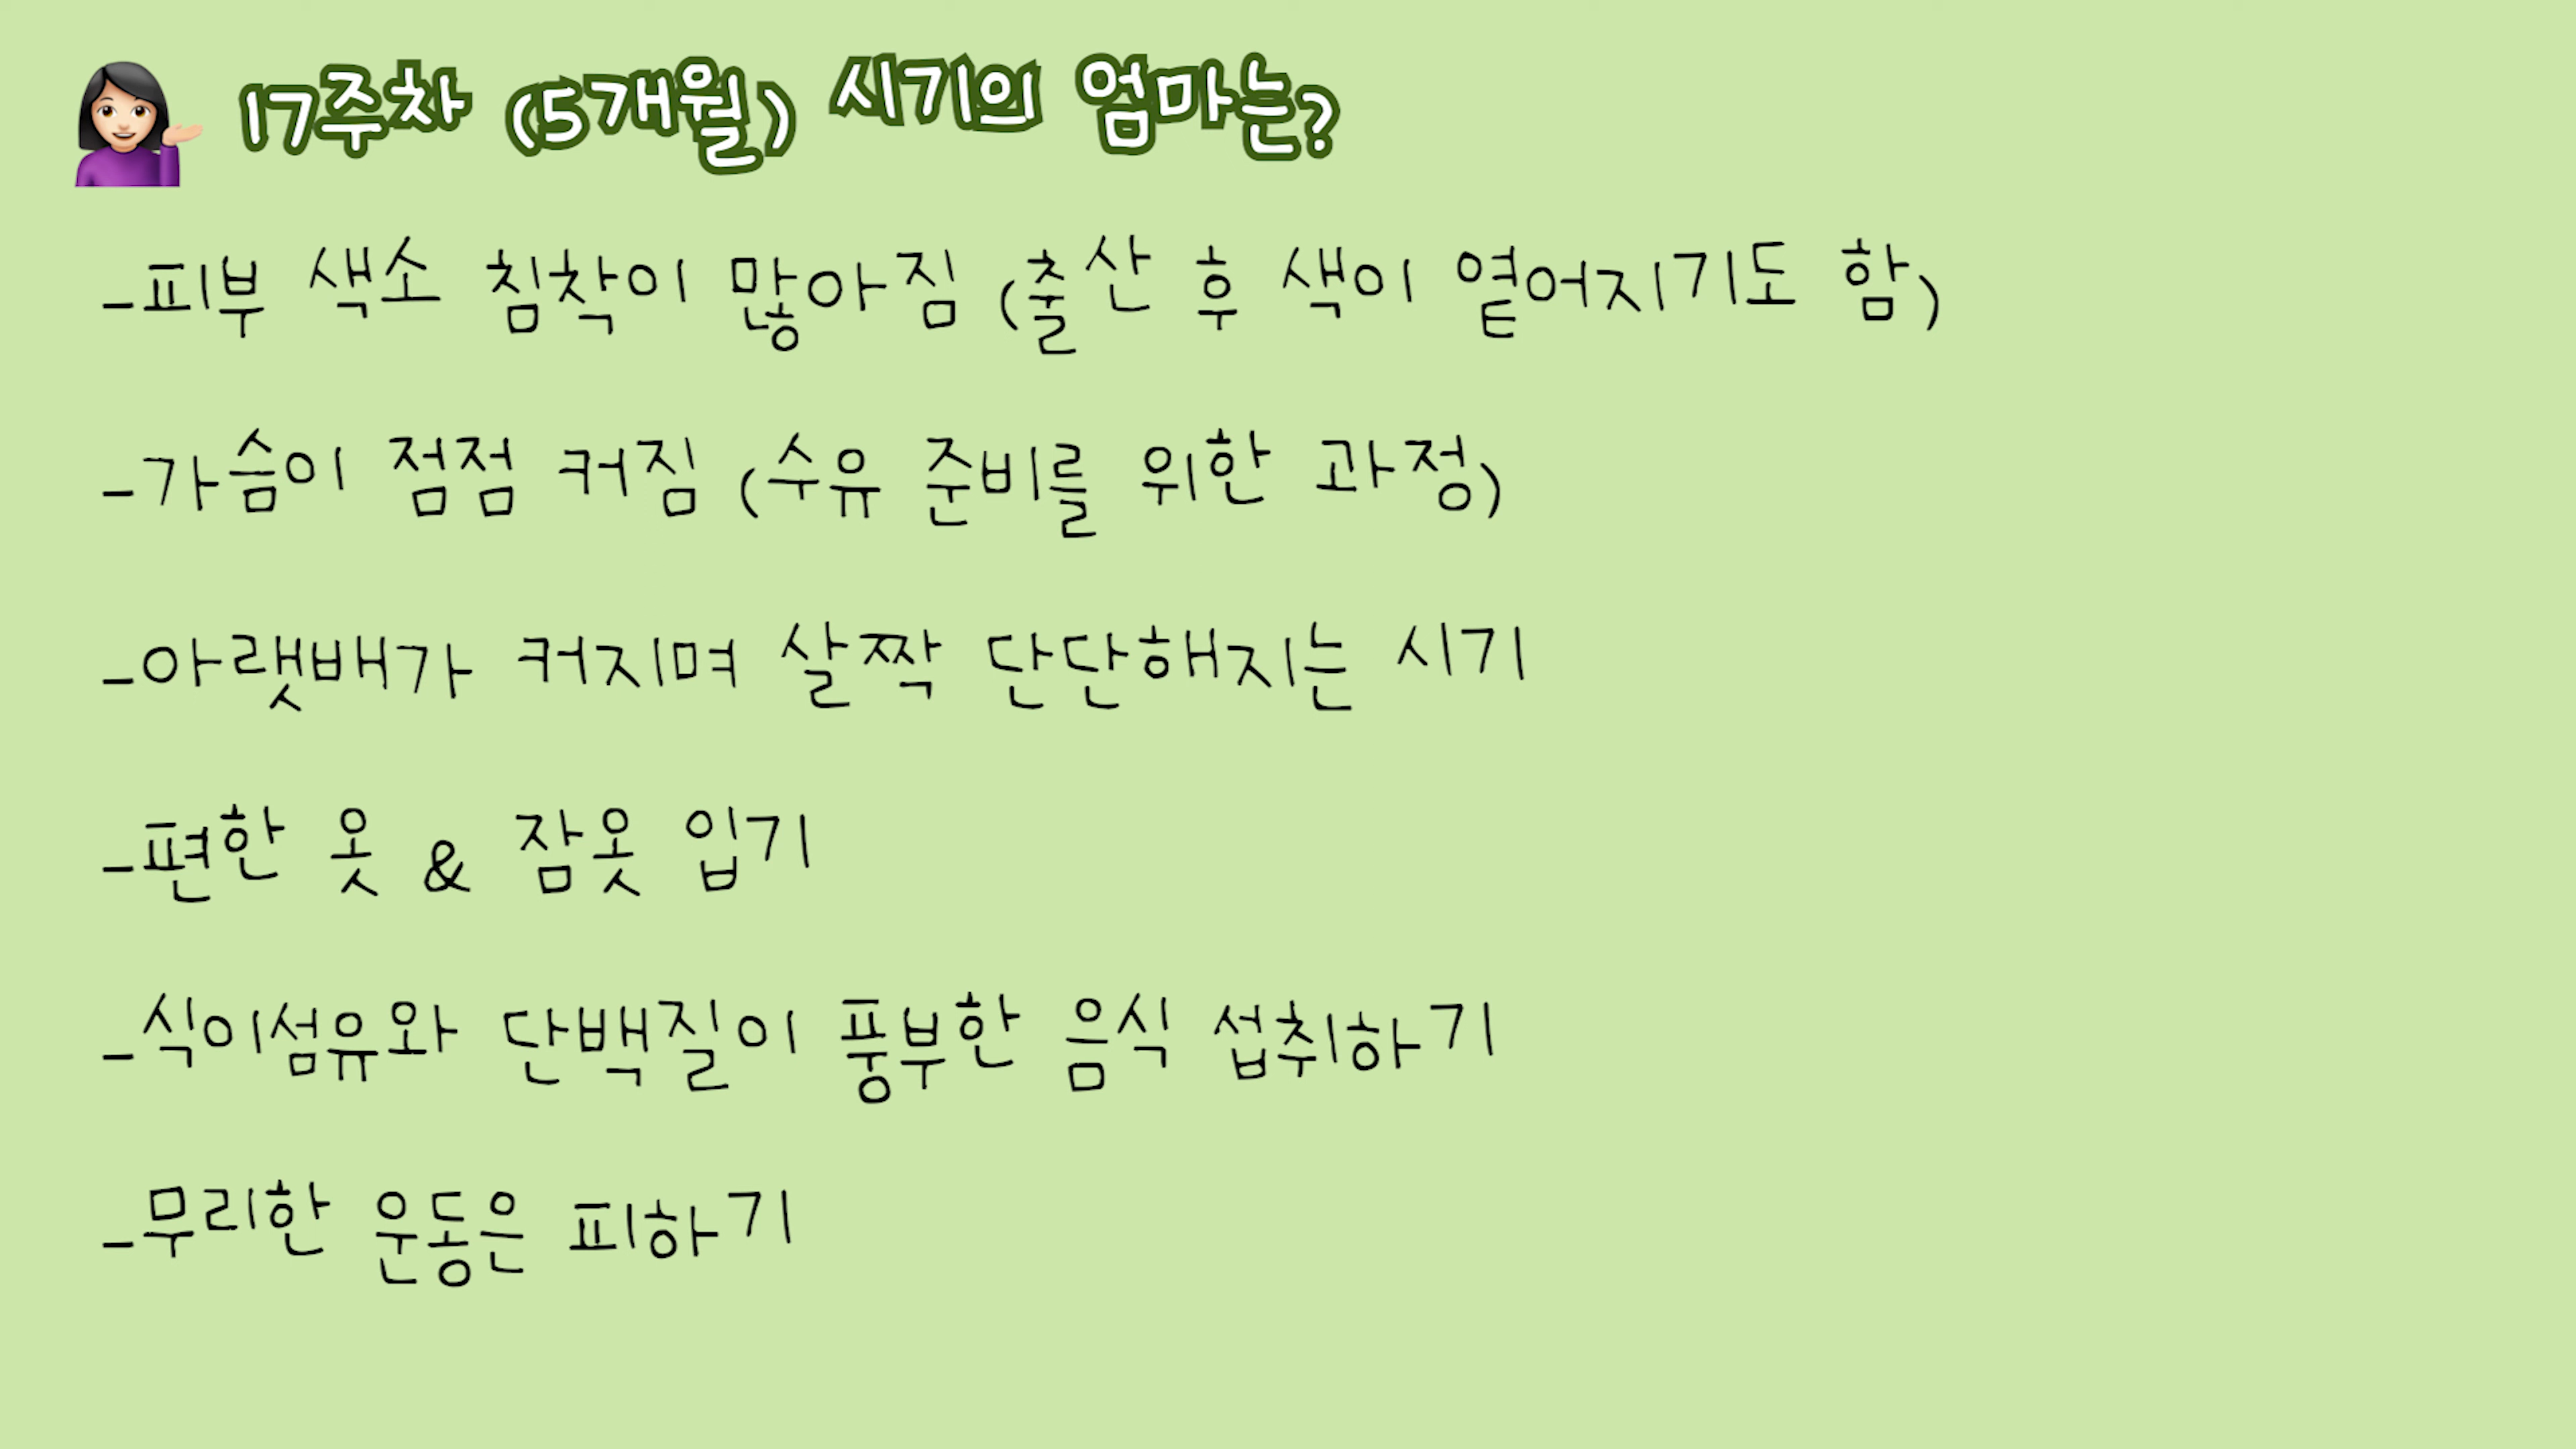 17주차 (5개월) 시기의 엄마는?
-피부 색소 침착이 많아짐 (출산 후 색이 옅어지기도 함)
-가슴이 점점 커짐 (수유 준비를 위한 과정)
-아랫배가 커지며 살짝 단단해지는 시기
-편한 옷 & 잠옷 입기
-식이섬유와 단백질이 풍부한 음식 섭취하기
-무리한 운동은 피하기